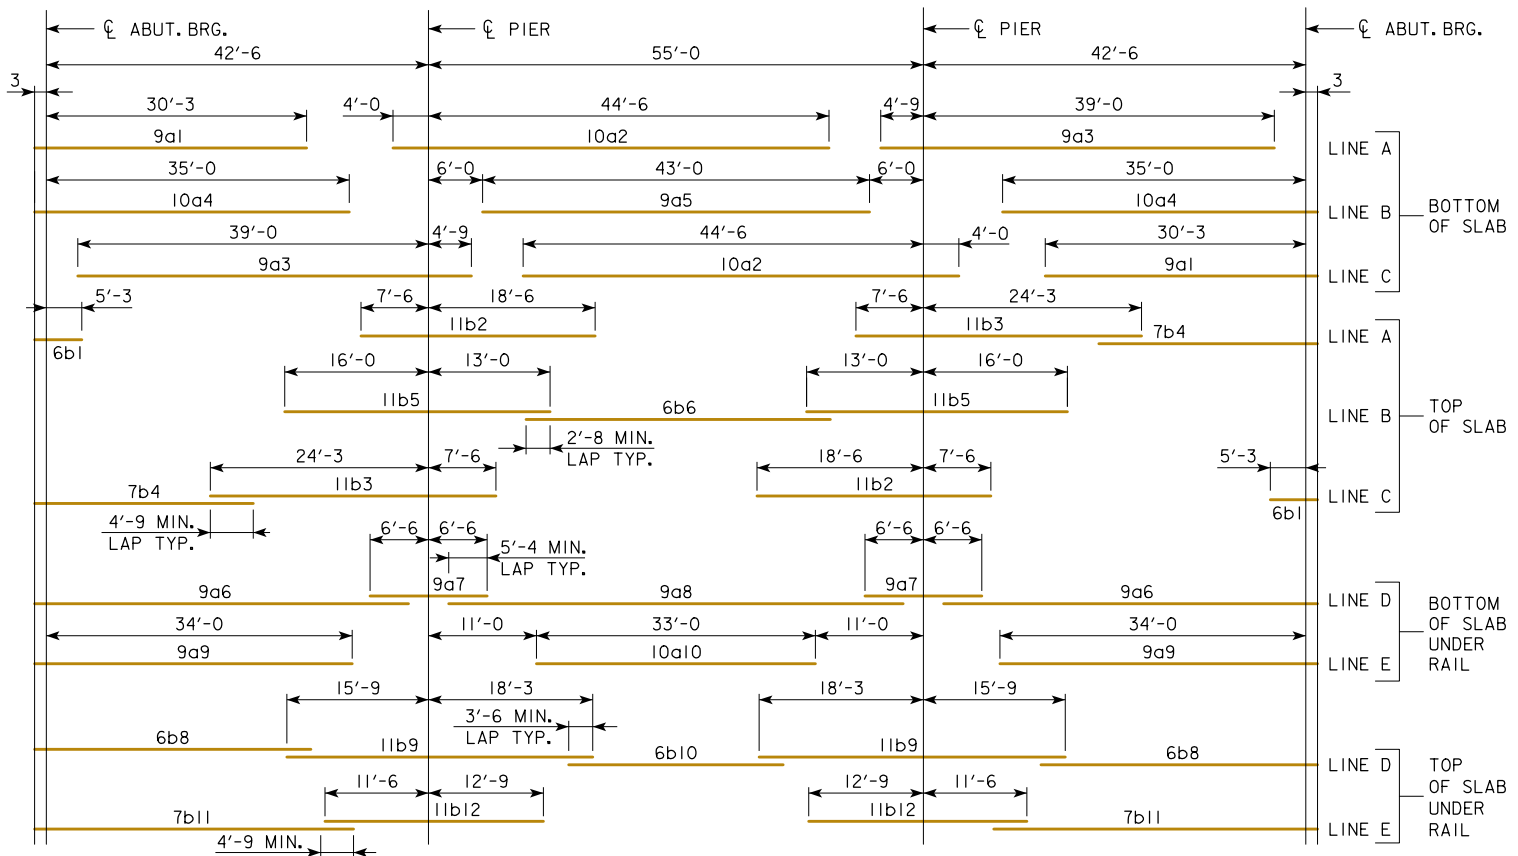 ℄ ABUT. BRG.
℄ PIER
℄ PIER
℄ ABUT. BRG.
42'-6
55'-0
42'-6
3
3
30'-3
4'-0
44'-6
4'-9
39'-0
9a1
10a2
9a3
LINE A
35'-0
6'-0
43'-0
6'-0
35'-0
10a4
9a5
10a4
LINE B
BOTTOM
OF SLAB
39'-0
4'-9
44'-6
4'-0
30'-3
9a3
10a2
9a1
LINE C
5'-3
7'-6
18'-6
7'-6
24'-3
11b2
11b3
7b4
LINE A
6b1
16'-0
13'-0
13'-0
16'-0
11b5
6b6
11b5
LINE B
TOP
OF SLAB
2'-8 MIN.
LAP TYP.
24'-3
7'-6
18'-6
7'-6
5'-3
7b4
11b3
11b2
6b1
LINE C
4'-9 MIN.
LAP TYP.
6'-6
6'-6
6'-6
6'-6
5'-4 MIN.
LAP TYP.
9a6
9a7
9a8
9a7
9a6
LINE D
BOTTOM
OF SLAB
UNDER
RAIL
34'-0
11'-0
33'-0
11'-0
34'-0
9a9
10a10
9a9
LINE E
15'-9
18'-3
18'-3
15'-9
3'-6 MIN.
LAP TYP.
6b8
11b9
6b10
11b9
6b8
LINE D
TOP
OF SLAB
UNDER
RAIL
11'-6
12'-9
12'-9
11'-6
7b11
11b12
11b12
7b11
LINE E
4'-9 MIN.